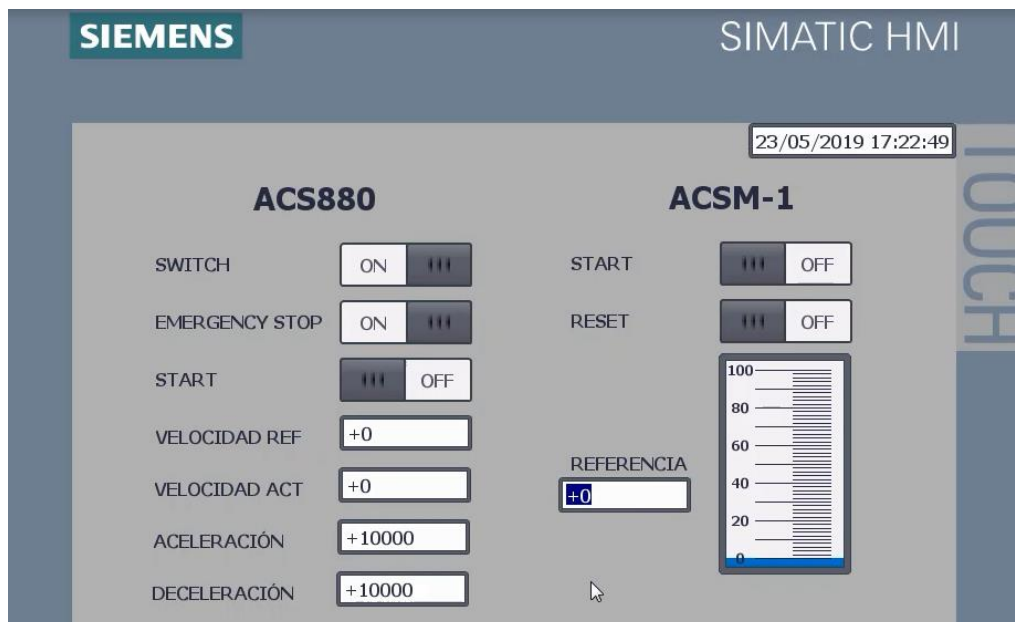 SIEMENS
SIMATIC HMI
23/05/2019 17:22:49
TOUCH
ACS880
SWITCH ON
EMERGENCY STOP ON
START OFF
VELOCIDAD REF +0
VELOCIDAD ACT +0
ACELERACIÓN +10000
DECELERACIÓN +10000
ACSM-1
START OFF
RESET OFF
REFERENCIA
+0
100
80
60
40
20
0